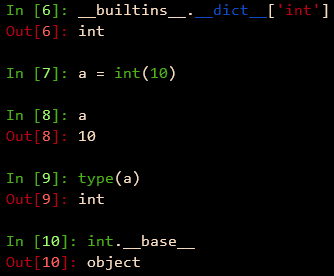 In [6]: __builtins__.__dict__['int']
Out[6]: int
In [7]: a = int(10)
In [8]: a
Out[8]: 10
In [9]: type(a)
Out[9]: int
In [10]: int.__base__
Out[10]: object